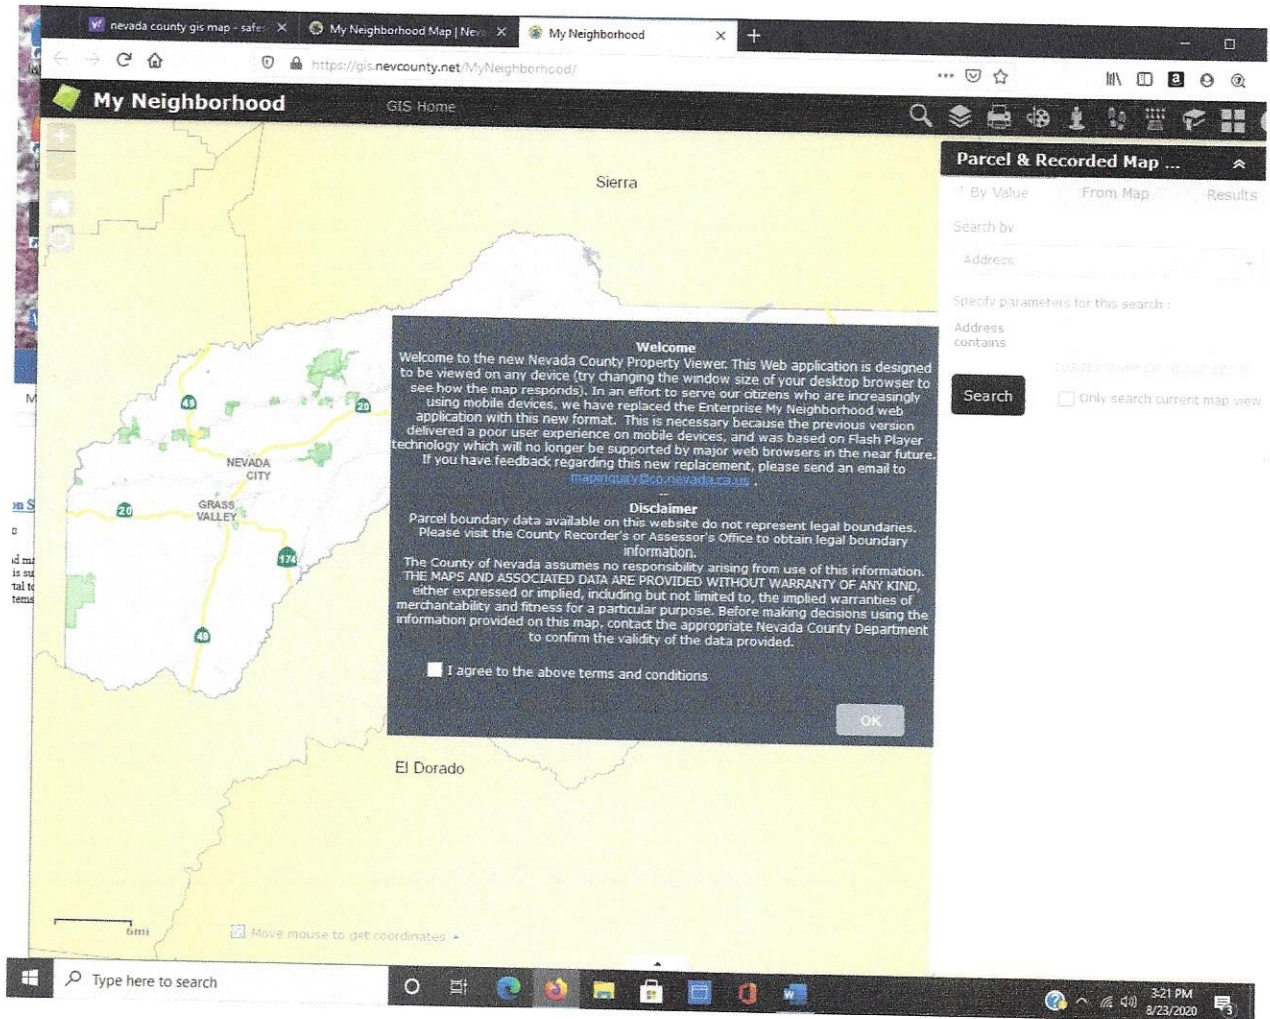 nevada county gis map - safe
My Neighborhood Map | Nev
My Neighborhood
https://gis.nevcounty.net/MyNeighborhood/
My Neighborhood
GIS Home
Parcel & Recorded Map ...
By Value
From Map
Results
Search by
Address
Specify parameters for this search :
Address
contains
Search
Only search current map view
Sierra
49
20
NEVADA
CITY
20
GRASS
VALLEY
174
49
El Dorado
Welcome
Welcome to the new Nevada County Property Viewer. This Web application is designed
to be viewed on any device (try changing the window size of your desktop browser to
see how the map responds). In an effort to serve our citizens who are increasingly
using mobile devices, we have replaced the Enterprise My Neighborhood web
application with this new format. This is necessary because the previous version
delivered a poor user experience on mobile devices, and was based on Flash Player
technology which will no longer be supported by major web browsers in the near future.
If you have feedback regarding this new replacement, please send an email to
mapinquiry@co.nevada.ca.us .
--
Disclaimer
Parcel boundary data available on this website do not represent legal boundaries.
Please visit the County Recorder's or Assessor's Office to obtain legal boundary
information.
The County of Nevada assumes no responsibility arising from use of this information.
THE MAPS AND ASSOCIATED DATA ARE PROVIDED WITHOUT WARRANTY OF ANY KIND,
either expressed or implied, including but not limited to, the implied warranties of
merchantability and fitness for a particular purpose. Before making decisions using the
information provided on this map, contact the appropriate Nevada County Department
to confirm the validity of the data provided.
I agree to the above terms and conditions
OK
6mi
Move mouse to get coordinates
Type here to search
3:21 PM
8/23/2020
3